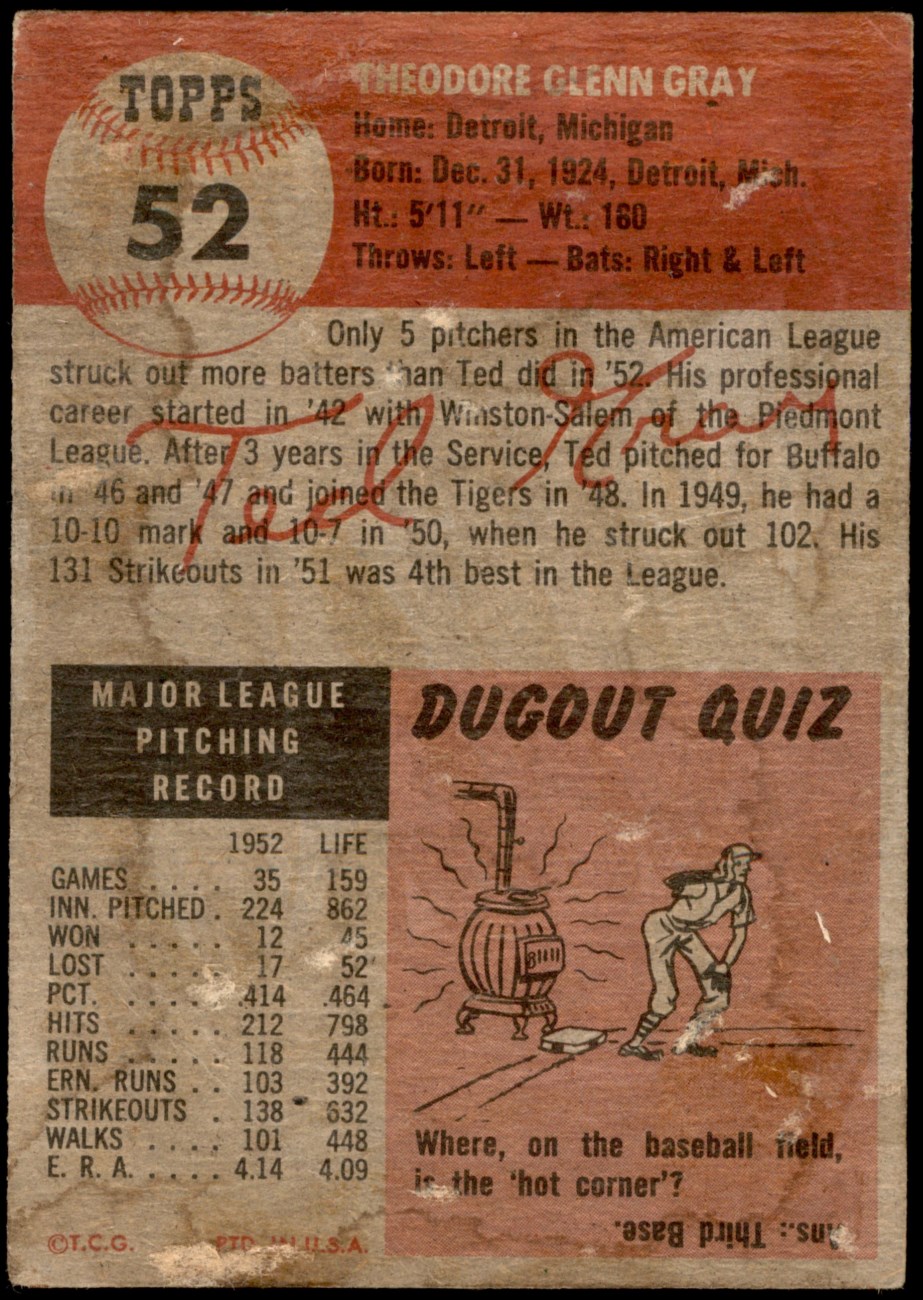 TOPPS
52
THEODORE GLENN GRAY
Home: Detroit, Michigan
Born: Dec. 31, 1924, Detroit, Mich.
Ht.: 5'11" — Wt.: 160
Throws: Left — Bats: Right & Left
Only 5 pitchers in the American League
struck out more batters than Ted did in '52. His professional
career started in '42 with Winston-Salem of the Piedmont
League. After 3 years in the Service, Ted pitched for Buffalo
in '46 and '47 and joined the Tigers in '48. In 1949, he had a
10-10 mark and 10-7 in '50, when he struck out 102. His
131 Strikeouts in '51 was 4th best in the League.
Ted Gray
MAJOR LEAGUE
PITCHING
RECORD
1952 LIFE
GAMES .... 35 159
INN. PITCHED . 224 862
WON ..... 12 45
LOST ..... 17 52
PCT. ..... .414 .464
HITS ..... 212 798
RUNS ..... 118 444
ERN. RUNS .. 103 392
STRIKEOUTS . 138 632
WALKS .... 101 448
E. R. A. .... 4.14 4.09
©T.C.G. PTD. IN U.S.A.
DUGOUT QUIZ
Where, on the baseball field,
is the 'hot corner'?
Ans.: Third Base.